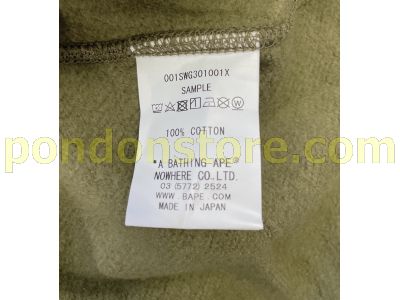 001SWG301001X
SAMPLE
100% COTTON
"A BATHING APE®
NOWHERE CO., LTD.
03 (5772) 2524
WWW.BAPE.COM
MADE IN JAPAN
pondonstore.com